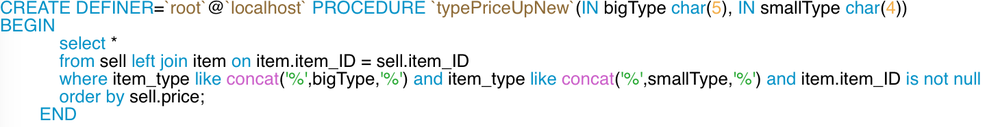 CREATE DEFINER=`root`@`localhost` PROCEDURE `typePriceUpNew`(IN bigType char(5), IN smallType char(4))
BEGIN
select *
from sell left join item on item.item_ID = sell.item_ID
where item_type like concat('%',bigType,'%') and item_type like concat('%',smallType,'%') and item.item_ID is not null
order by sell.price;
END